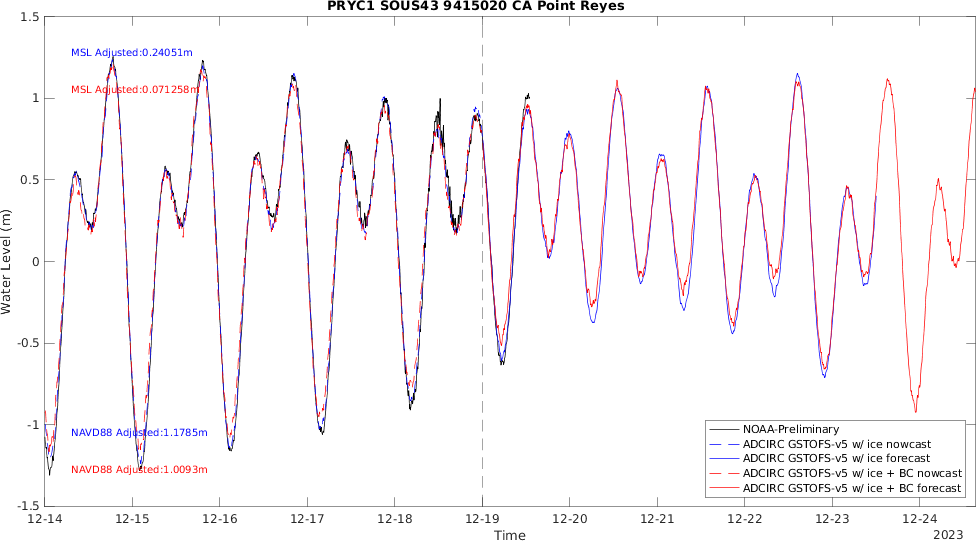 PRYC1 SOUS43 9415020 CA Point Reyes
Water Level (m)
1.5
1
0.5
0
-0.5
-1
-1.5
MSL Adjusted:0.24051m
MSL Adjusted:0.071258m
NAVD88 Adjusted:1.1785m
NAVD88 Adjusted:1.0093m
NOAA-Preliminary
ADCIRC GSTOFS-v5 w/ ice nowcast
ADCIRC GSTOFS-v5 w/ ice forecast
ADCIRC GSTOFS-v5 w/ ice + BC nowcast
ADCIRC GSTOFS-v5 w/ ice + BC forecast
12-14 12-15 12-16 12-17 12-18 12-19 12-20 12-21 12-22 12-23 12-24
Time
2023